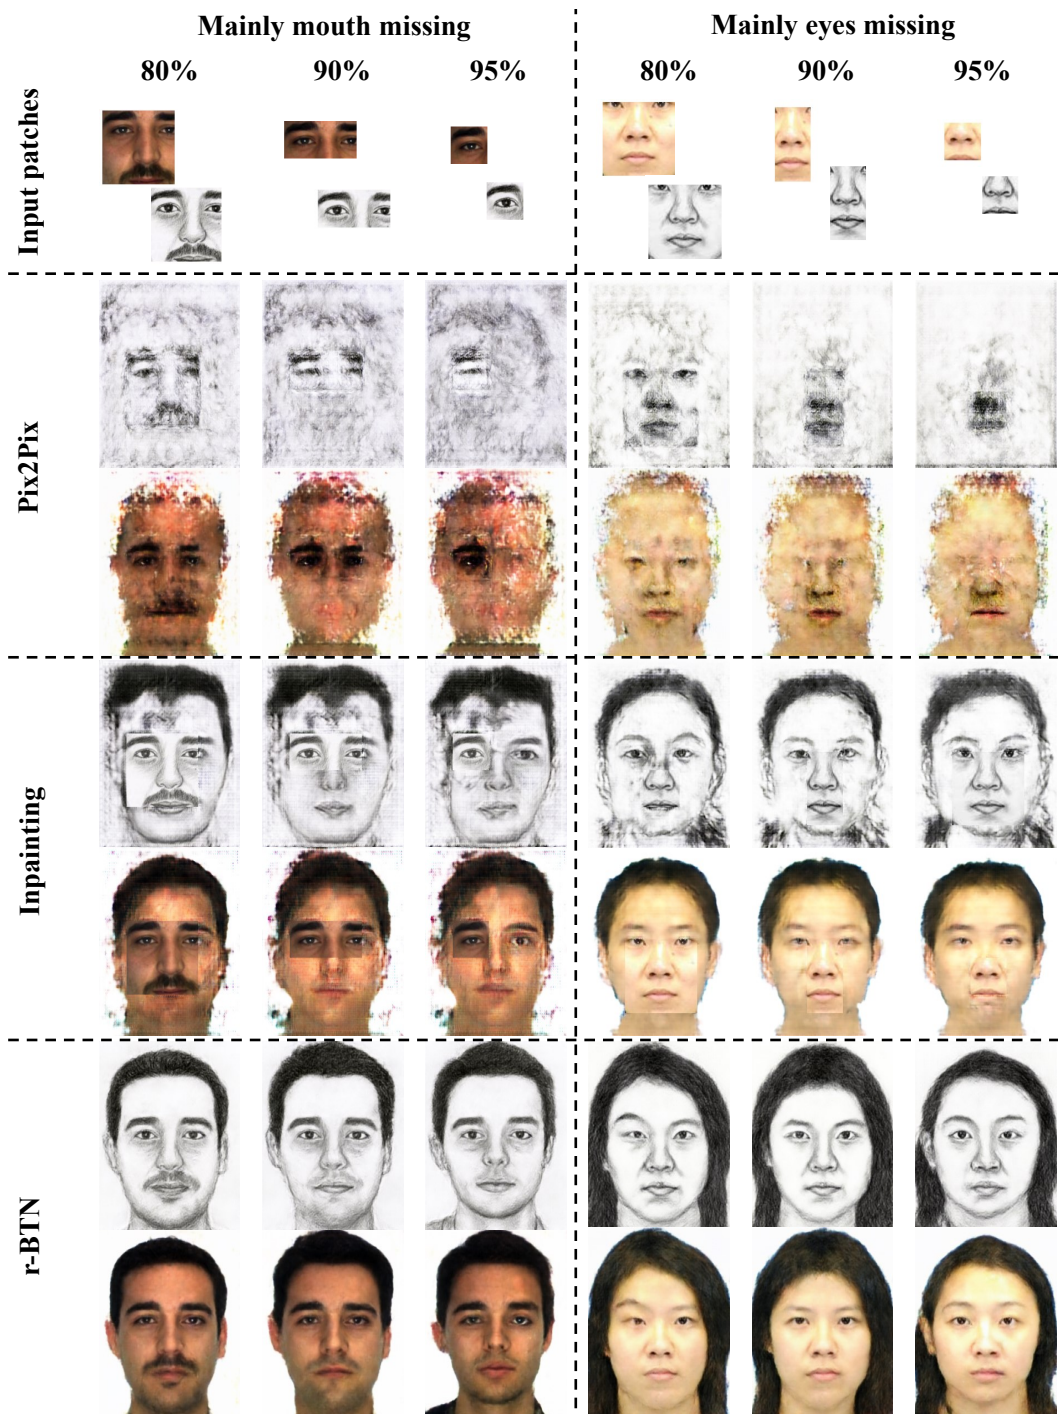 Mainly mouth missing
Mainly eyes missing
80%
90%
95%
80%
90%
95%
Input patches
Pix2Pix
Inpainting
r-BTN